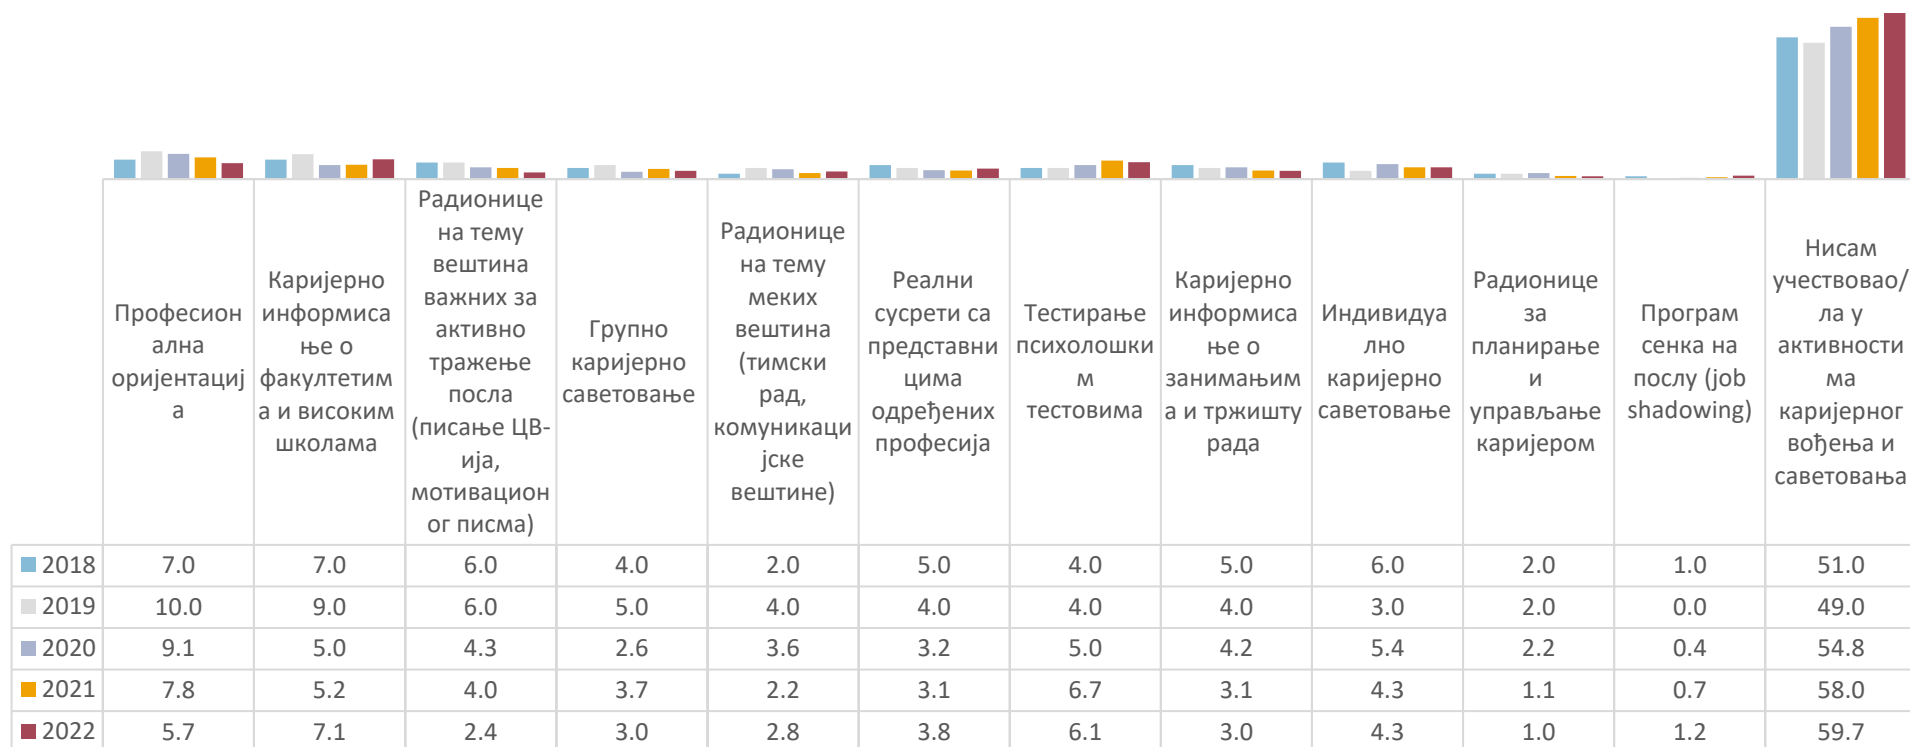 Професион
ална
оријентациј
а
Каријерно
информиса
ње о
факултетим
а и високим
школама
Радионице
на тему
вештина
важних за
активно
тражење
посла
(писање ЦВ-
ија,
мотивацион
ог писма)
Групно
каријерно
саветовање
Радионице
на тему
меких
вештина
(тимски
рад,
комуникаци
јске
вештине)
Реални
сусрети са
представни
цима
одређених
професија
Тестирање
психолошки
м
тестовима
Каријерно
информиса
ње о
занимањим
а и тржишту
рада
Индивидуа
лно
каријерно
саветовање
Радионице
за
планирање
и
управљање
каријером
Програм
сенка на
послу (job
shadowing)
Нисам
учествовао/
ла у
активности
ма
каријерног
вођења и
саветовања
2018 7.0 7.0 6.0 4.0 2.0 5.0 4.0 5.0 6.0 2.0 1.0 51.0
2019 10.0 9.0 6.0 5.0 4.0 4.0 4.0 4.0 3.0 2.0 0.0 49.0
2020 9.1 5.0 4.3 2.6 3.6 3.2 5.0 4.2 5.4 2.2 0.4 54.8
2021 7.8 5.2 4.0 3.7 2.2 3.1 6.7 3.1 4.3 1.1 0.7 58.0
2022 5.7 7.1 2.4 3.0 2.8 3.8 6.1 3.0 4.3 1.0 1.2 59.7